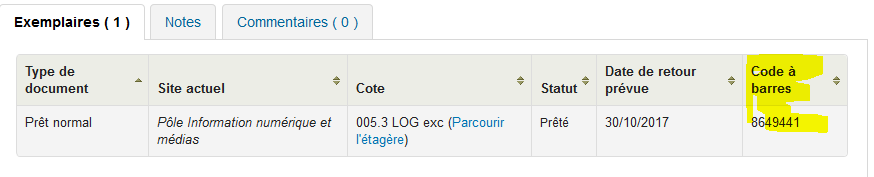 Exemplaires ( 1 ) Notes Commentaires ( 0 )
Type de document Site actuel Cote Statut Date de retour prévue Code à barres
Prêt normal Pôle Information numérique et médias 005.3 LOG exc (Parcourir l'étagère) Prêté 30/10/2017 8649441